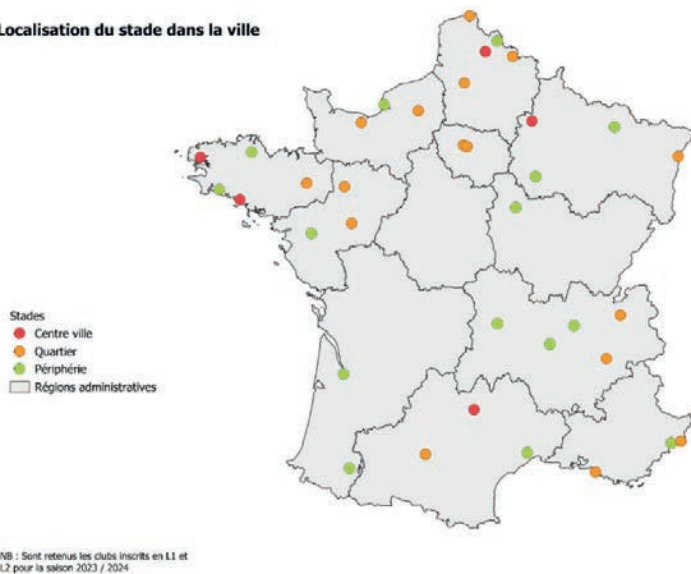 Localisation du stade dans la ville
Stades
Centre ville
Quartier
Périphérie
Régions administratives
NB : Sont retenus les clubs inscrits en L1 et
L2 pour la saison 2023 / 2024